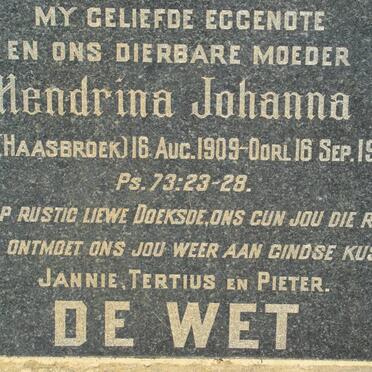 MY GELIEFDE EGGENOTE
EN ONS DIERBARE MOEDER
Hendrina Johanna
(HAASBROEK) 16 AUG. 1909-OORL 16 SEP. 19
PS. 73:23-28.
P RUSTIG LIEWE DOEKSOE, ONS GUN JOU DIE R
ONTMOET ONS JOU WEER AAN GINDSE KUS
JANNIE, TERTIUS EN PIETER.
DE WET